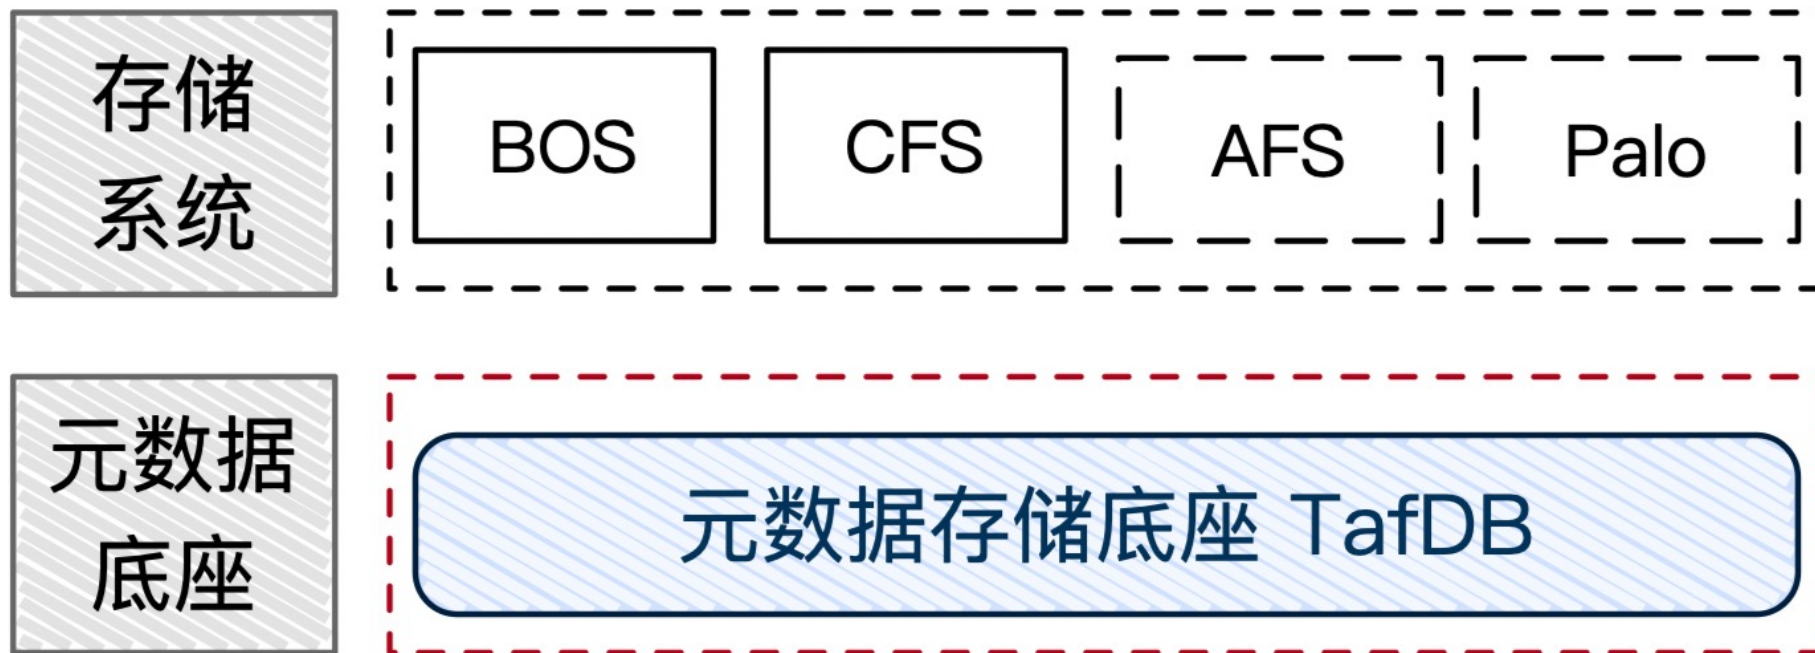 存储
系统
BOS
CFS
AFS
Palo
元数据
底座
元数据存储底座 TafDB